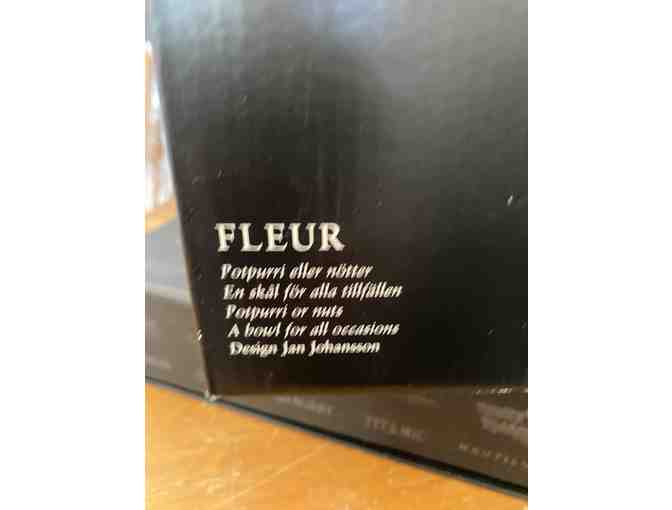 FLEUR
Potpurri eller nötter
En skål för alla tillfällen
Potpurri or nuts
A bowl for all occasions
Design Jan Johansson
TITANIC